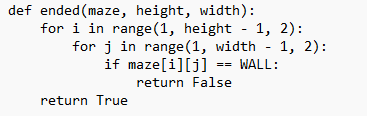 def ended(maze, height, width):
    for i in range(1, height - 1, 2):
        for j in range(1, width - 1, 2):
            if maze[i][j] == WALL:
                return False
    return True